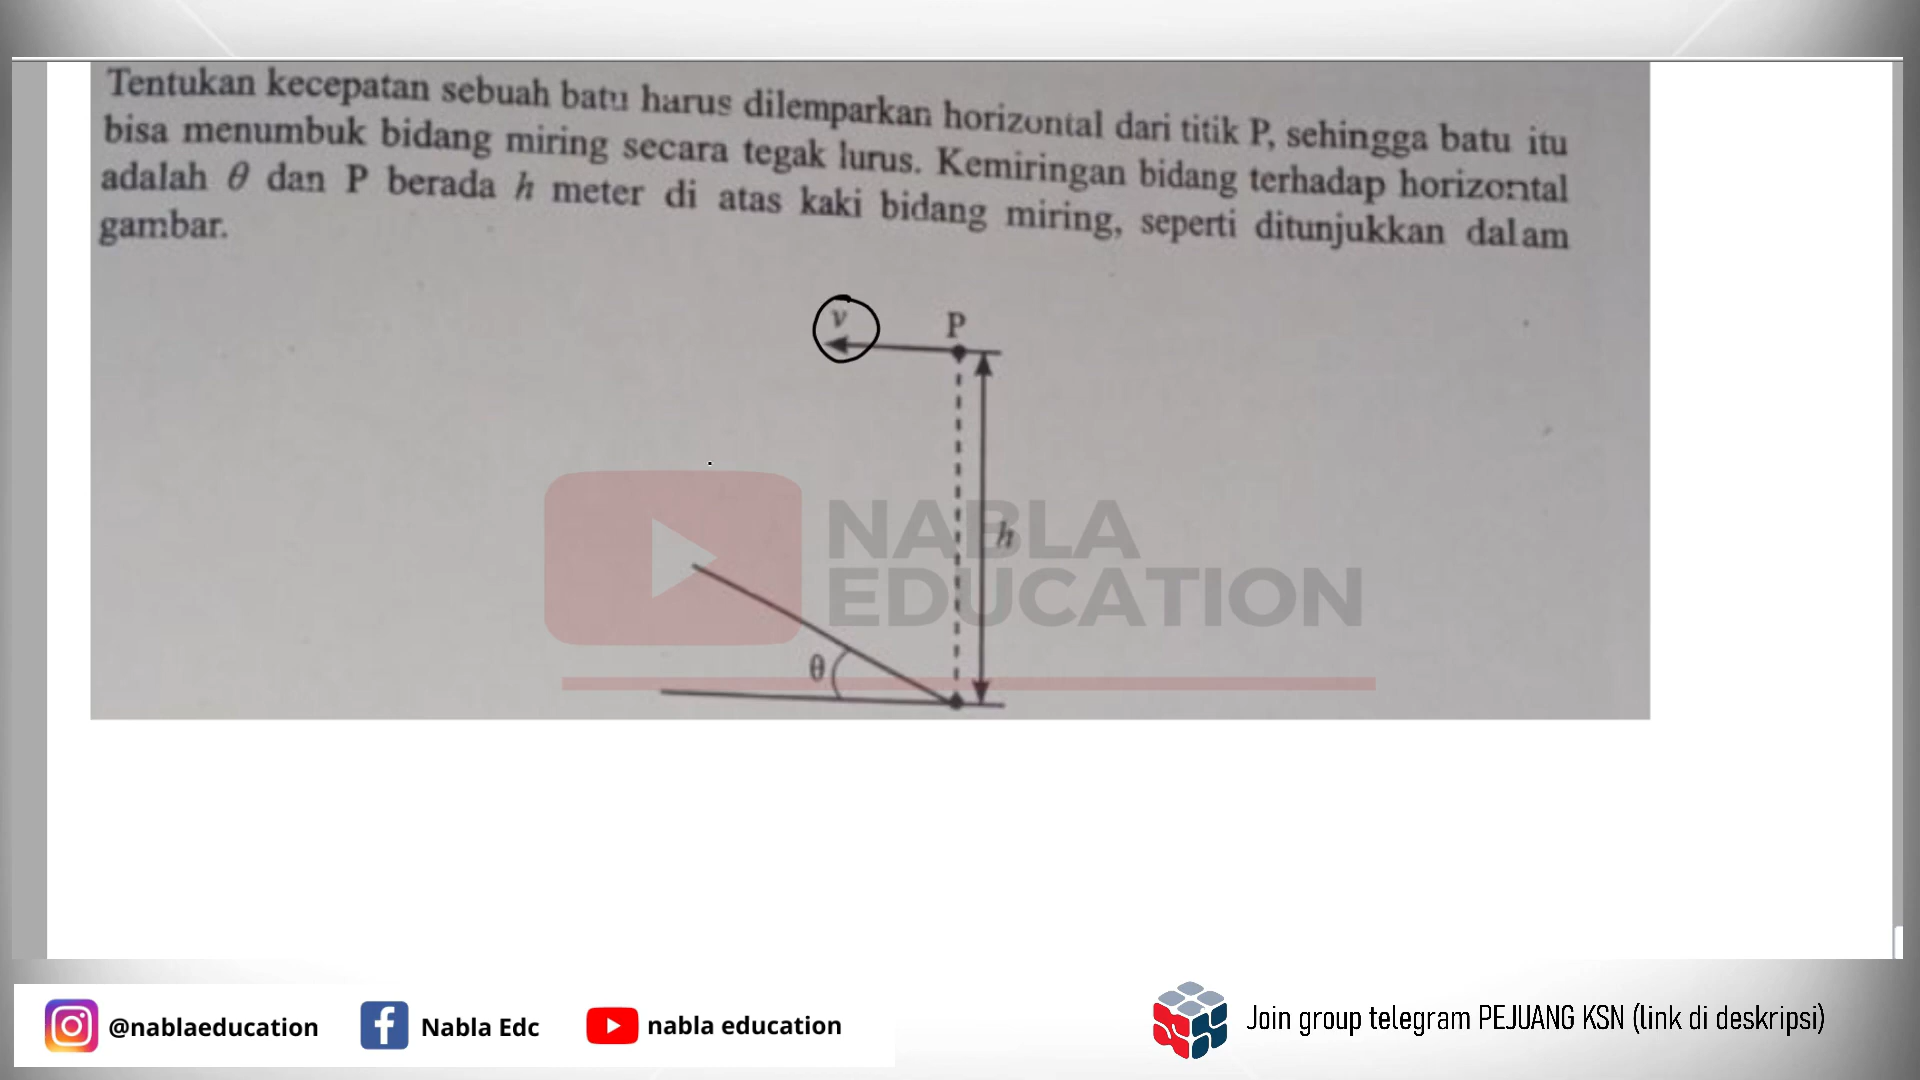 Tentukan kecepatan sebuah batu harus dilemparkan horizontal dari titik P, sehingga batu itu
bisa menumbuk bidang miring secara tegak lurus. Kemiringan bidang terhadap horizontal
adalah θ dan P berada h meter di atas kaki bidang miring, seperti ditunjukkan dalam
gambar.
v
P
h
NABLA
EDUCATION
θ
@nablaeducation
Nabla Edc
nabla education
Join group telegram PEJUANG KSN (link di deskripsi)